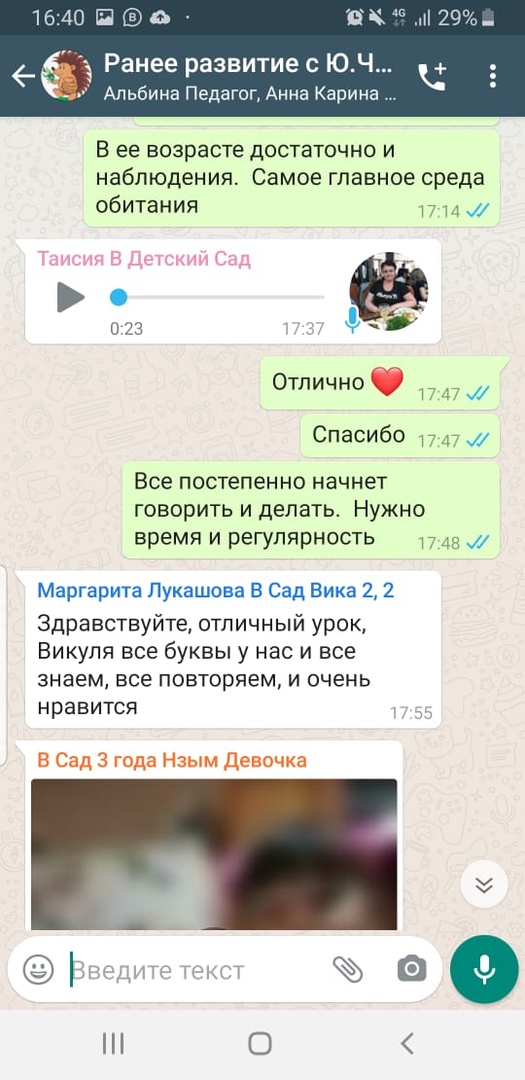 16:40
4G 29%
Ранее развитие с Ю.Ч...
Альбина Педагог, Анна Карина ...
В ее возрасте достаточно и
наблюдения. Самое главное среда
обитания
17:14
Таисия В Детский Сад
0:23 17:37
Отлично ❤️ 17:47
Спасибо 17:47
Все постепенно начнет
говорить и делать. Нужно
время и регулярность
17:48
Маргарита Лукашова В Сад Вика 2, 2
Здравствуйте, отличный урок,
Викуля все буквы у нас и все
знаем, все повторяем, и очень
нравится
17:55
В Сад 3 года Нзым Девочка
Введите текст